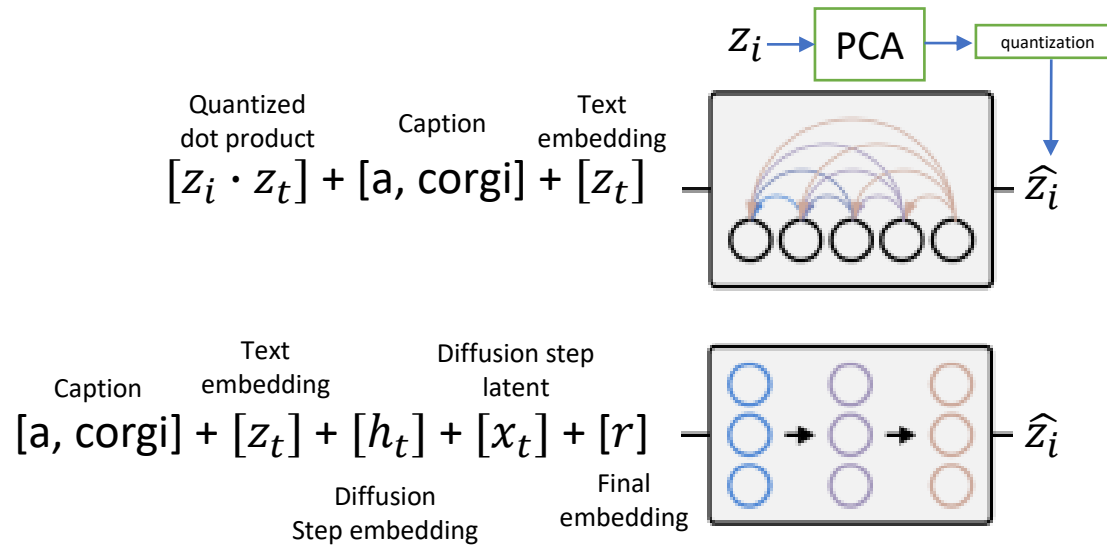 z_i PCA quantization
Quantized
dot product
Caption
Text
embedding
[z_i · z_t] + [a, corgi] + [z_t]
ẑ_i
Caption
Text
embedding
Diffusion step
latent
[a, corgi] + [z_t] + [h_t] + [x_t] + [r]
ẑ_i
Diffusion
Step embedding
Final
embedding